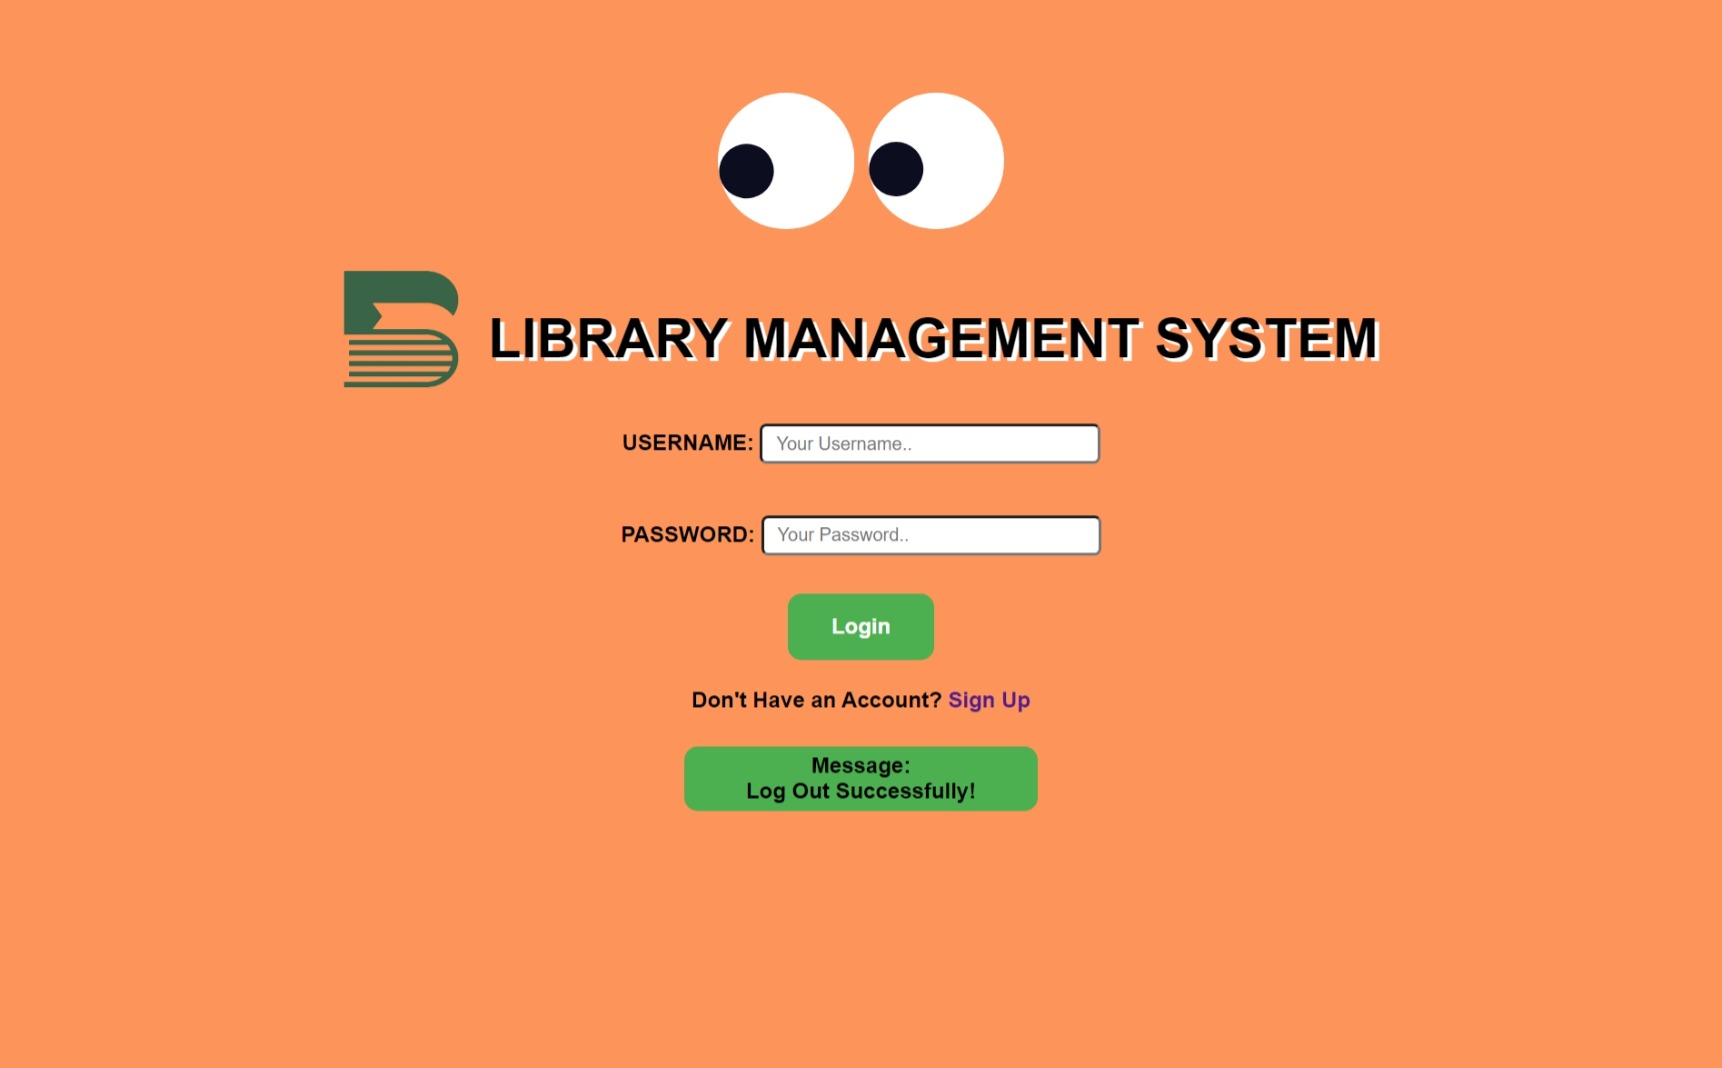 LIBRARY MANAGEMENT SYSTEM
USERNAME: Your Username..
PASSWORD: Your Password..
Login
Don't Have an Account? Sign Up
Message:
Log Out Successfully!